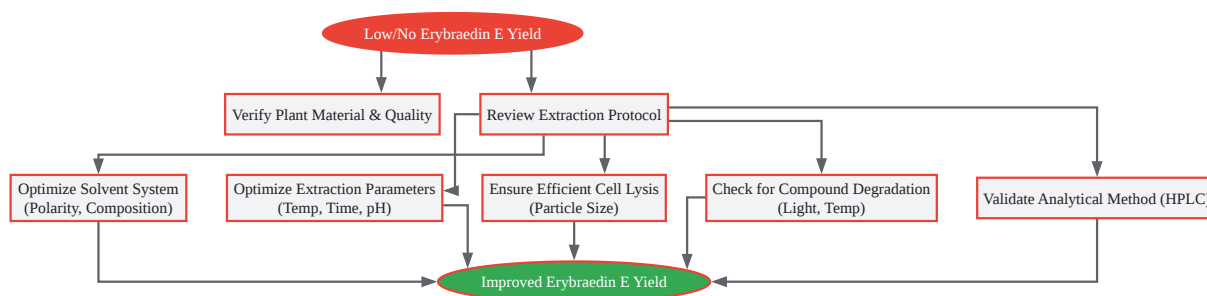 Low/No Erybraedin E Yield
Verify Plant Material & Quality
Review Extraction Protocol
Optimize Solvent System
(Polarity, Composition)
Optimize Extraction Parameters
(Temp, Time, pH)
Ensure Efficient Cell Lysis
(Particle Size)
Check for Compound Degradation
(Light, Temp)
Validate Analytical Method (HPLC)
Improved Erybraedin E Yield